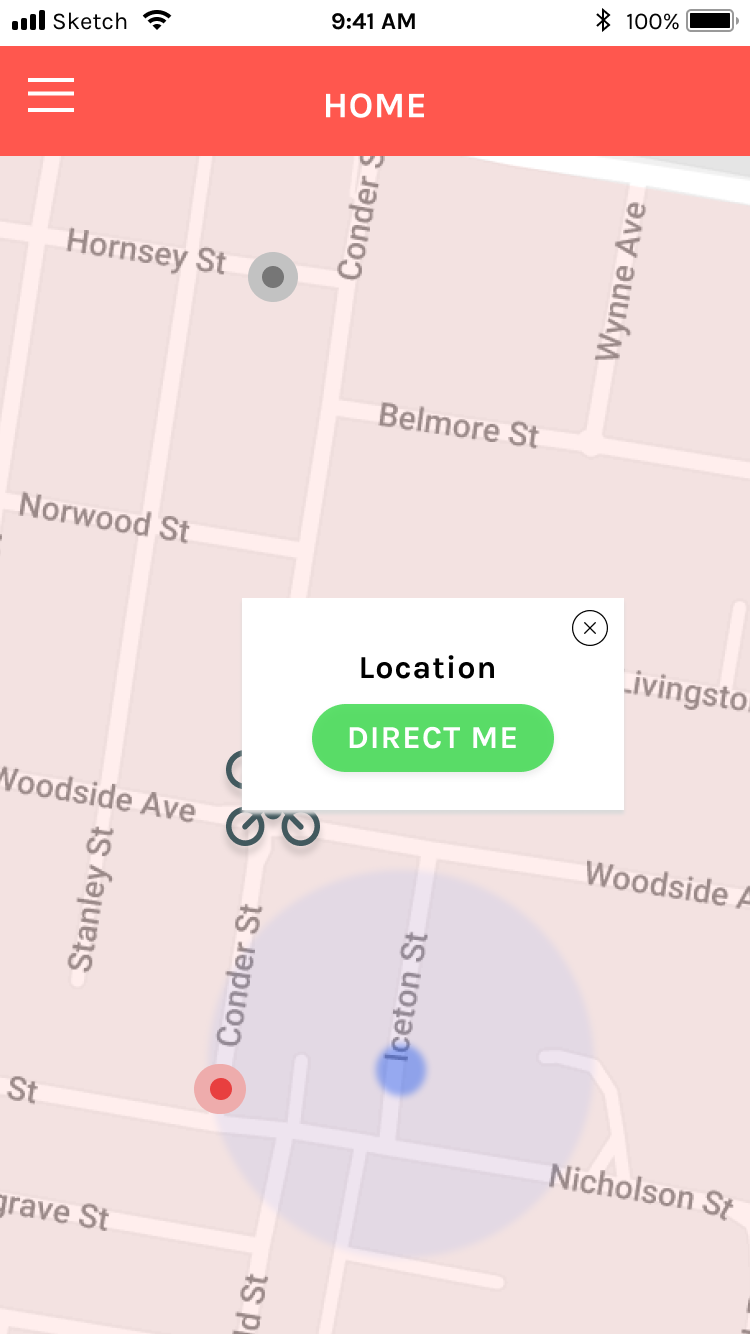 Sketch
9:41 AM
100%
HOME
Conder S
Hornsey St
Wynne Ave
Belmore St
Norwood St
Location
Livingsto
DIRECT ME
Woodside Ave
Stanley St
Woodside A
Conder St
Iceton St
St
Nicholson St
grave St
ld St